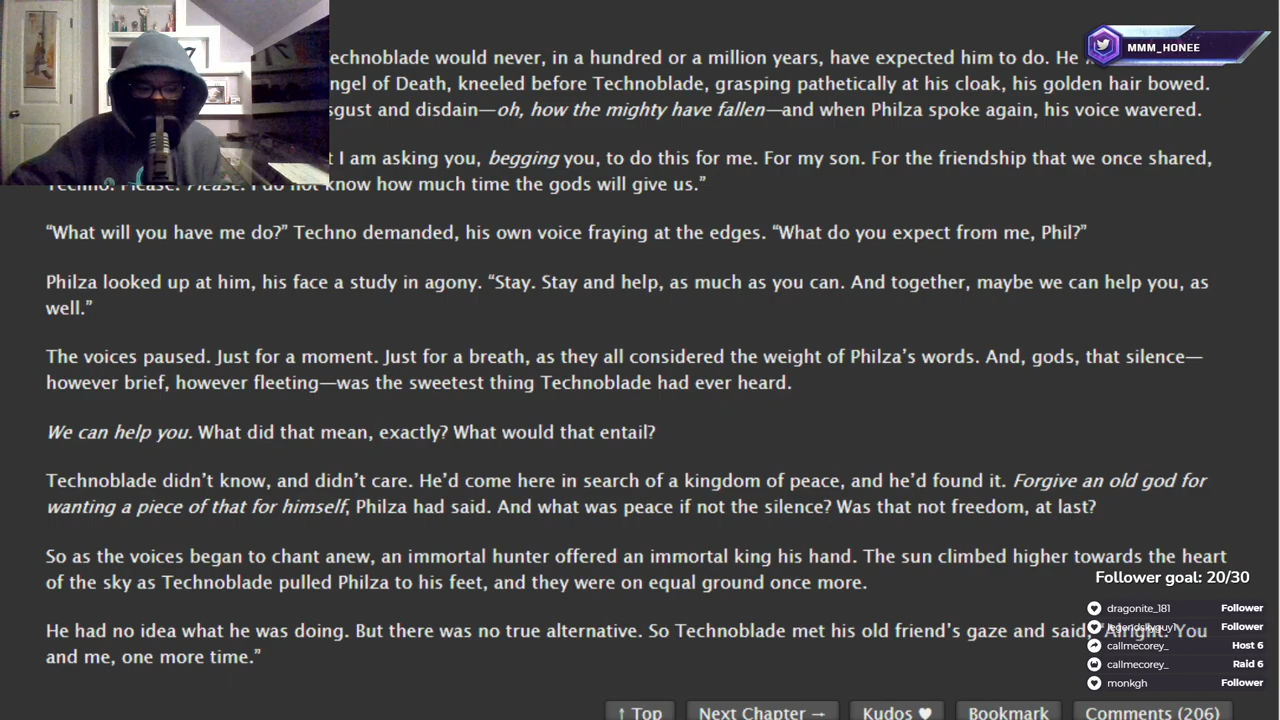 MMM_HONEE
echnoblade would never, in a hundred or a million years, have expected him to do. He
ngel of Death, kneeled before Technoblade, grasping pathetically at his cloak, his golden hair bowed.
sgust and disdain—oh, how the mighty have fallen—and when Philza spoke again, his voice wavered.
I am asking you, begging you, to do this for me. For my son. For the friendship that we once shared,
Techno. Please. Please. I do not know how much time the gods will give us.”
“What will you have me do?” Techno demanded, his own voice fraying at the edges. “What do you expect from me, Phil?”
Philza looked up at him, his face a study in agony. “Stay. Stay and help, as much as you can. And together, maybe we can help you, as
well.”
The voices paused. Just for a moment. Just for a breath, as they all considered the weight of Philza’s words. And, gods, that silence—
however brief, however fleeting—was the sweetest thing Technoblade had ever heard.
We can help you. What did that mean, exactly? What would that entail?
Technoblade didn’t know, and didn’t care. He’d come here in search of a kingdom of peace, and he’d found it. Forgive an old god for
wanting a piece of that for himself, Philza had said. And what was peace if not the silence? Was that not freedom, at last?
So as the voices began to chant anew, an immortal hunter offered an immortal king his hand. The sun climbed higher towards the heart
of the sky as Technoblade pulled Philza to his feet, and they were on equal ground once more.
He had no idea what he was doing. But there was no true alternative. So Technoblade met his old friend’s gaze and said, “Alright. You
and me, one more time.”
Follower goal: 20/30
dragonite_181 Follower
legendslyguy1 Follower
callmecorey_ Host 6
callmecorey_ Raid 6
monkgh Follower
↑ Top Next Chapter → Kudos ♥ Bookmark Comments (206)